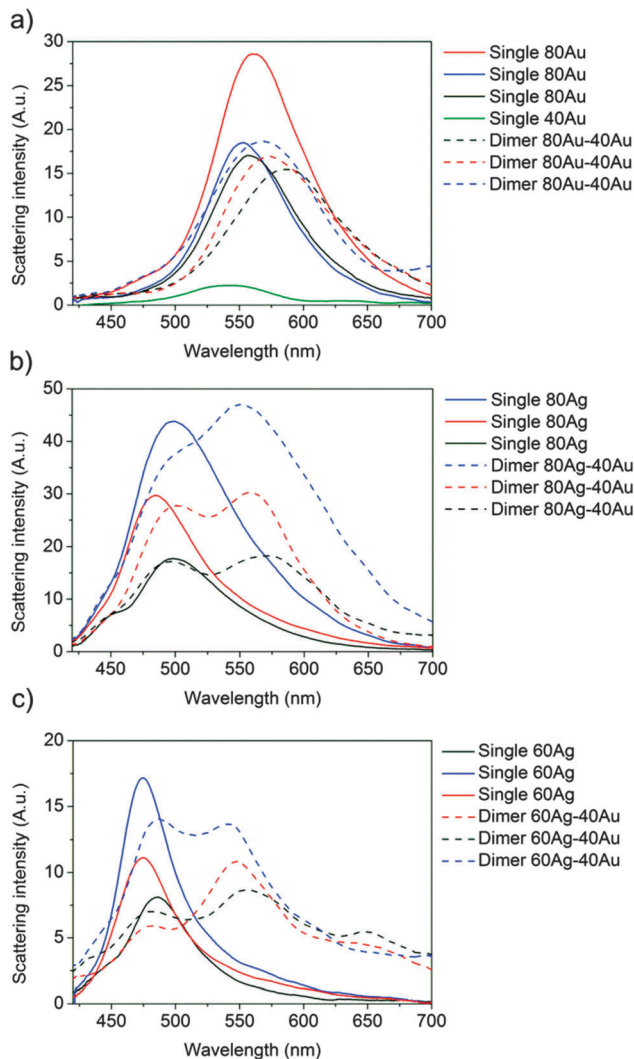 a)
Scattering intensity (A.u.)
30
25
20
15
10
5
0
450
500
550
600
650
700
Wavelength (nm)
Single 80Au
Single 80Au
Single 80Au
Single 40Au
Dimer 80Au-40Au
Dimer 80Au-40Au
Dimer 80Au-40Au
b)
Scattering intensity (A.u.)
50
40
30
20
10
0
450
500
550
600
650
700
Wavelength (nm)
Single 80Ag
Single 80Ag
Single 80Ag
Dimer 80Ag-40Au
Dimer 80Ag-40Au
Dimer 80Ag-40Au
c)
Scattering intensity (A.u.)
20
15
10
5
0
450
500
550
600
650
700
Wavelength (nm)
Single 60Ag
Single 60Ag
Single 60Ag
Dimer 60Ag-40Au
Dimer 60Ag-40Au
Dimer 60Ag-40Au